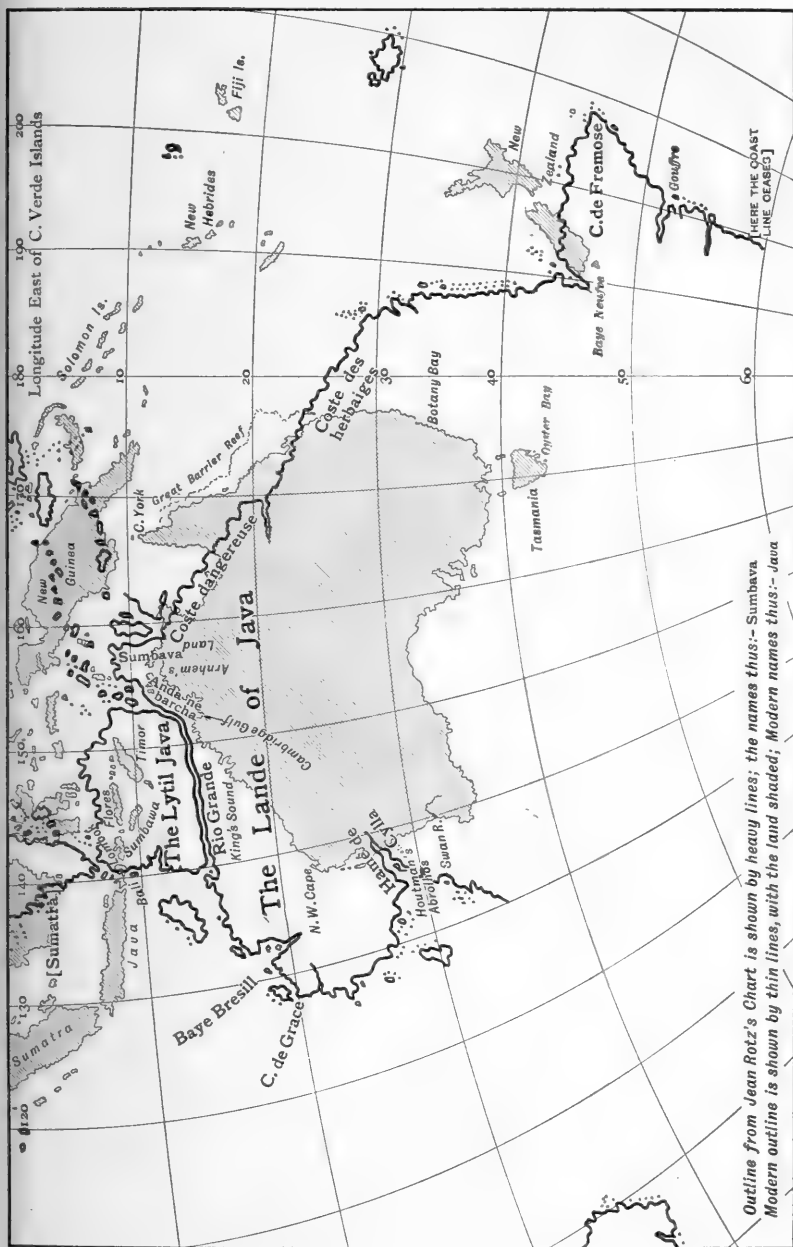 Longitude East of C. Verde Islands
120
130
140
150
160
170
180
190
200
10
20
30
40
50
60
Solomon Is.
New
Hebrides
Fiji Is.
New
Guinea
C. York
Great Barrier Reef
Sumatra
[Sumatra]
Java
Bali
Sumbawa
Flores
Timor
The Lytil Java
Sumbava
Anda ne
barcha
Arnhem's
Land
Coste dangereuse
Coste des
herbaiges
Rio Grande
King's Sound
Cambridge Gulf
The Lande of Java
N.W. Cape
Baye Bresill
C. de Grace
Hame de
Sylla
Houtman's
Abrolhos
Swan R.
Botany Bay
Tasmania
Oyster Bay
New
Zealand
C. de Fremose
Baye Neufve
Gouffre
[HERE THE COAST
LINE CEASES]
Outline from Jean Rotz's Chart is shown by heavy lines; the names thus:- Sumbava
Modern outline is shown by thin lines, with the land shaded; Modern names thus:- Java